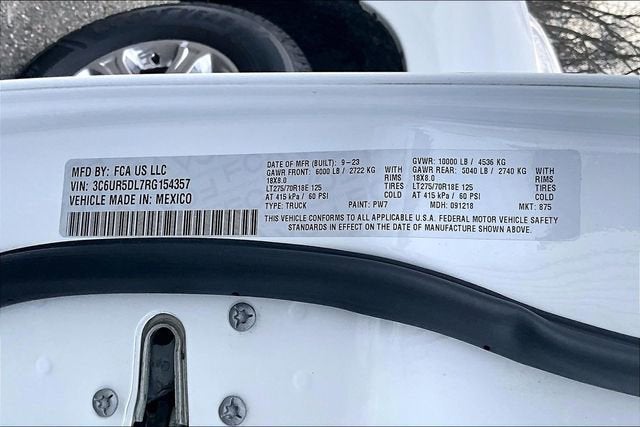 MFD BY: FCA US LLC
VIN: 3C6UR5DL7RG154357
VEHICLE MADE IN: MEXICO
DATE OF MFR (BUILT): 9-23
GAWR FRONT: 6000 LB / 2722 KG WITH
18X8.0 RIMS
LT275/70R18E 125 TIRES
AT 415 kPa / 60 PSI COLD
TYPE: TRUCK PAINT: PW7
GVWR: 10000 LB / 4536 KG
GAWR REAR: 5040 LB / 2740 KG WITH
18X8.0 RIMS
LT275/70R18E 125 TIRES
AT 415 kPa / 60 PSI COLD
MDH: 091218 MKT: 875
THIS VEHICLE CONFORMS TO ALL APPLICABLE U.S.A. FEDERAL MOTOR VEHICLE SAFETY
STANDARDS IN EFFECT ON THE DATE OF MANUFACTURE SHOWN ABOVE.